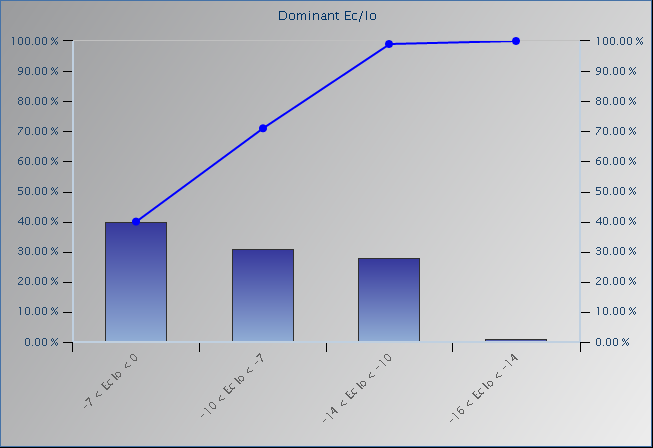 Dominant Ec/Io
100.00 % 100.00 %
90.00 % 90.00 %
80.00 % 80.00 %
70.00 % 70.00 %
60.00 % 60.00 %
50.00 % 50.00 %
40.00 % 40.00 %
30.00 % 30.00 %
20.00 % 20.00 %
10.00 % 10.00 %
0.00 % 0.00 %
-7 < Ec Io < 0
-10 < Ec Io < -7
-14 < Ec Io < -10
-16 < Ec Io < -14